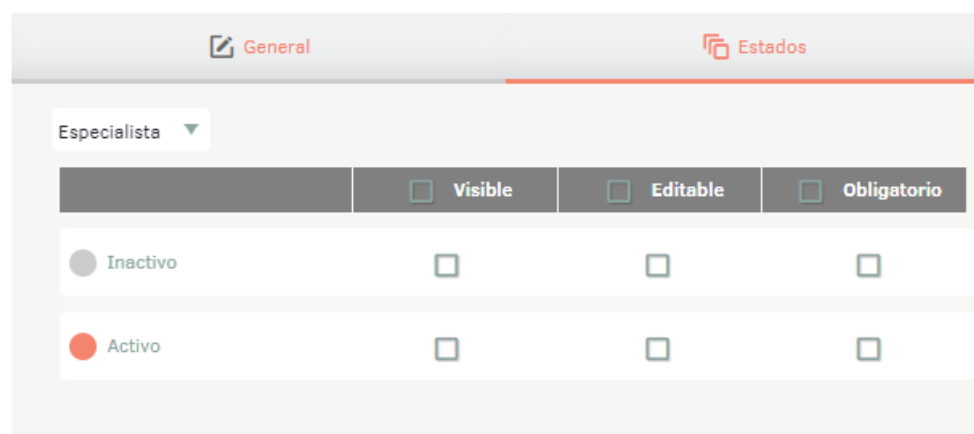 General
Estados
Especialista
Visible
Editable
Obligatorio
Inactivo
Activo